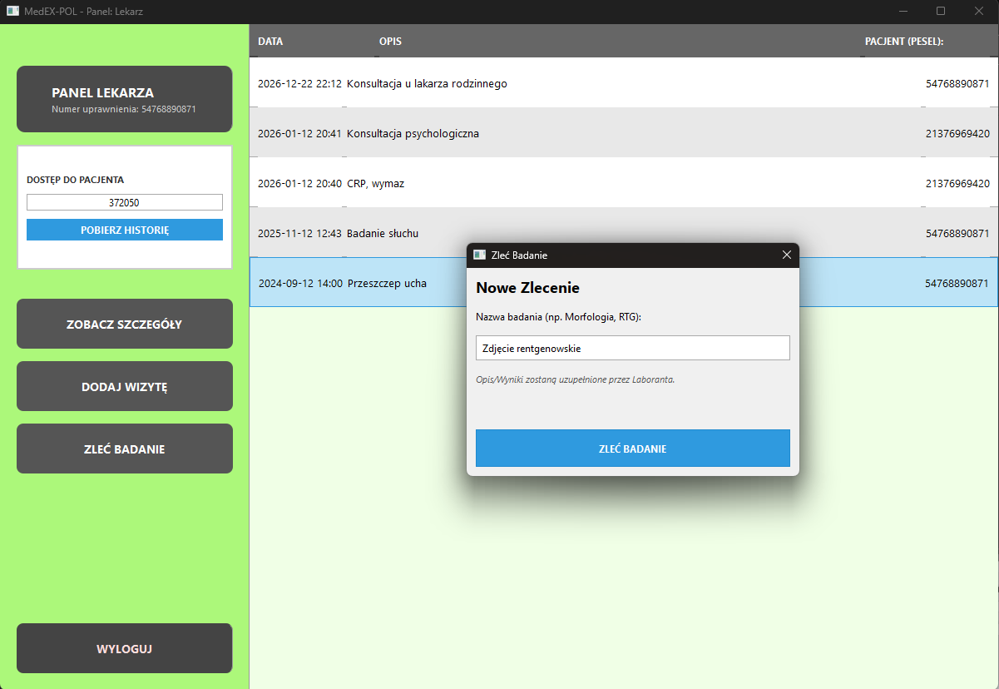 MedEX-POL - Panel: Lekarz
PANEL LEKARZA
Numer uprawnienia: 54768890871
DOSTĘP DO PACJENTA
372050
POBIERZ HISTORIĘ
ZOBACZ SZCZEGÓŁY
DODAJ WIZYTĘ
ZLEĆ BADANIE
WYLOGUJ
DATA OPIS PACJENT (PESEL):
2026-12-22 22:12 Konsultacja u lakarza rodzinnego 54768890871
2026-01-12 20:41 Konsultacja psychologiczna 21376969420
2026-01-12 20:40 CRP, wymaz 21376969420
2025-11-12 12:43 Badanie słuchu 54768890871
2024-09-12 14:00 Przeszczep ucha 54768890871
Zleć Badanie
Nowe Zlecenie
Nazwa badania (np. Morfologia, RTG):
Zdjęcie rentgenowskie
Opis/Wyniki zostaną uzupełnione przez Laboranta.
ZLEĆ BADANIE